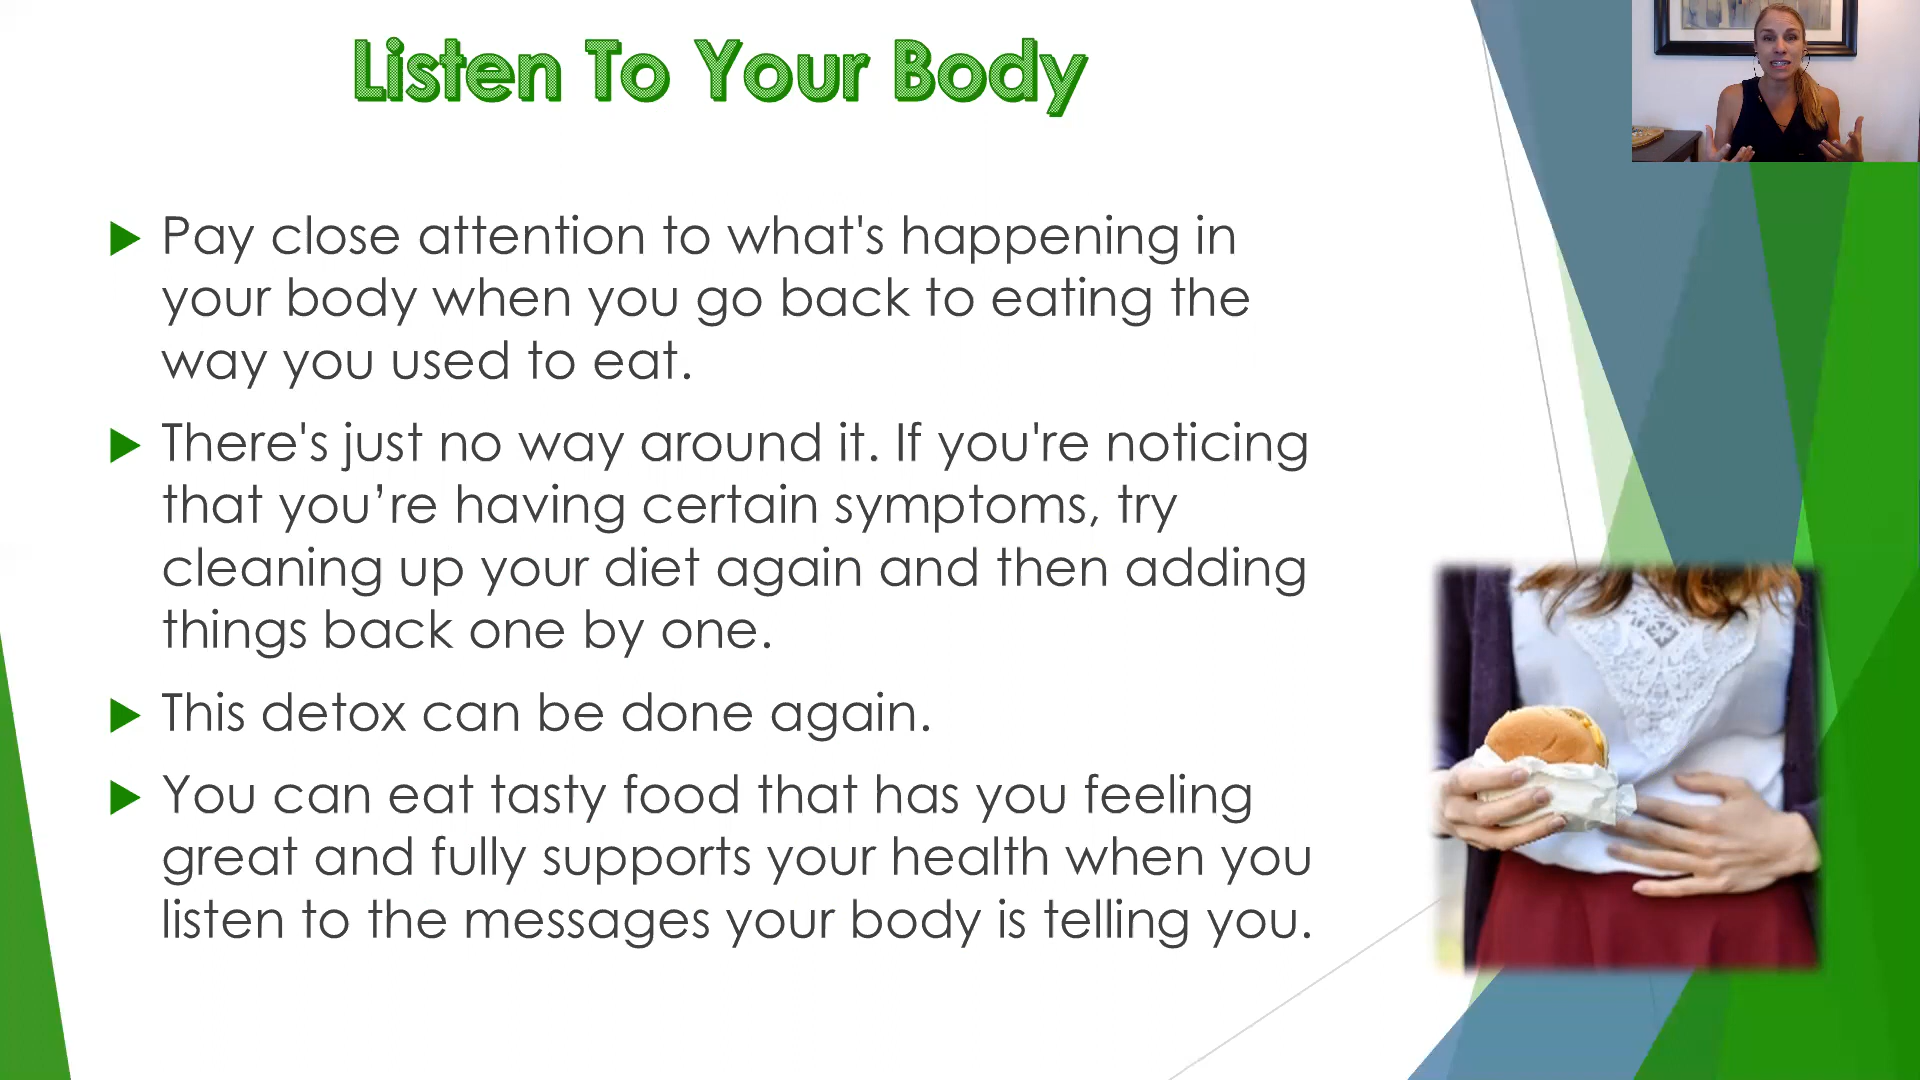 Listen To Your Body
Pay close attention to what's happening in
your body when you go back to eating the
way you used to eat.
There's just no way around it. If you're noticing
that you’re having certain symptoms, try
cleaning up your diet again and then adding
things back one by one.
This detox can be done again.
You can eat tasty food that has you feeling
great and fully supports your health when you
listen to the messages your body is telling you.